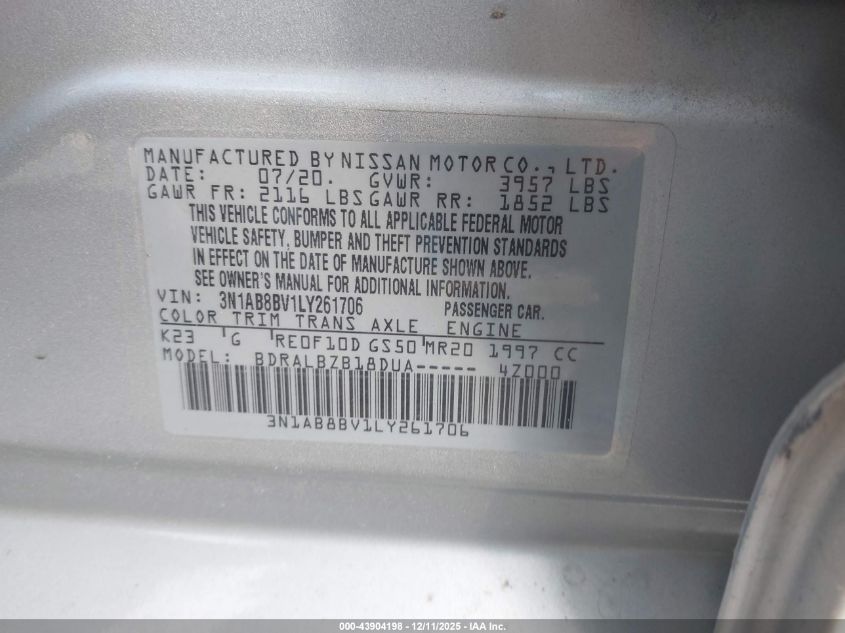 MANUFACTURED BY NISSAN MOTOR CO., LTD.
DATE: 07/20. GVWR: 3957 LBS
GAWR FR: 2116 LBS GAWR RR: 1852 LBS
THIS VEHICLE CONFORMS TO ALL APPLICABLE FEDERAL MOTOR
VEHICLE SAFETY, BUMPER AND THEFT PREVENTION STANDARDS
IN EFFECT ON THE DATE OF MANUFACTURE SHOWN ABOVE.
SEE OWNER'S MANUAL FOR ADDITIONAL INFORMATION.
VIN: 3N1AB8BV1LY261706 PASSENGER CAR.
COLOR TRIM TRANS AXLE ENGINE
K23 G RE0F10D GS50 MR20 1997 CC
MODEL: BDRALBZB18DUA----- 4Z000
3N1AB8BV1LY261706
000-43904198 - 12/11/2025 - IAA Inc.